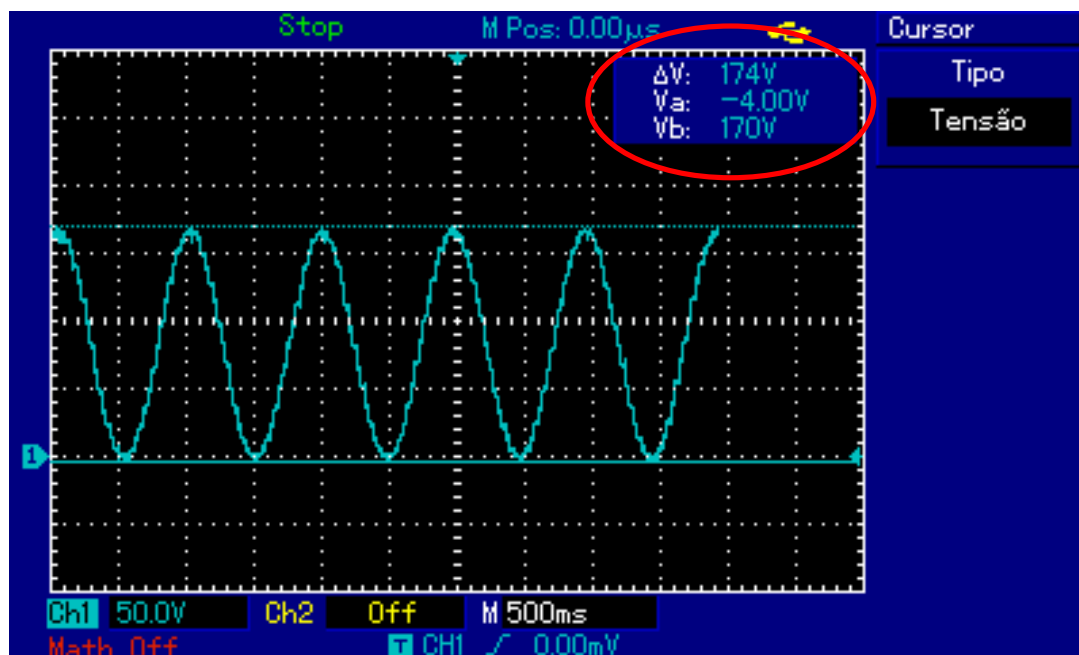 Stop M Pos: 0.00μs Cursor
ΔV: 174V Tipo
Va: -4.00V
Vb: 170V Tensão
1
Ch1 50.0V Ch2 Off M 500ms
Math Off T CH1 0.00mV